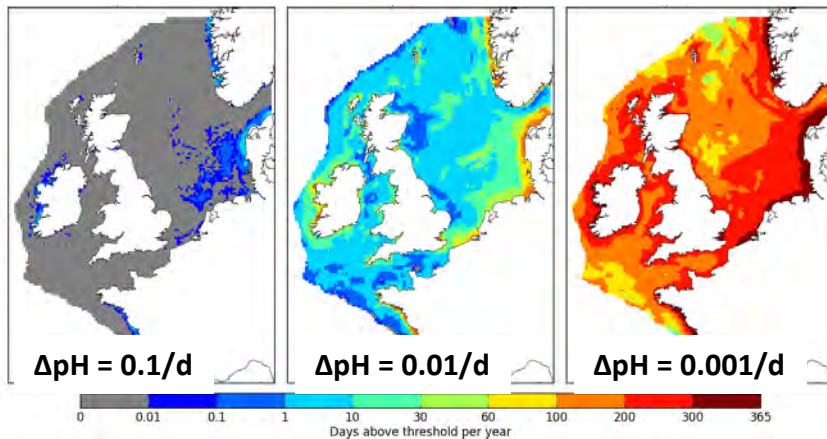 ΔpH = 0.1/d
ΔpH = 0.01/d
ΔpH = 0.001/d
0 0.01 0.1 1 10 30 60 100 200 300 365
Days above threshold per year